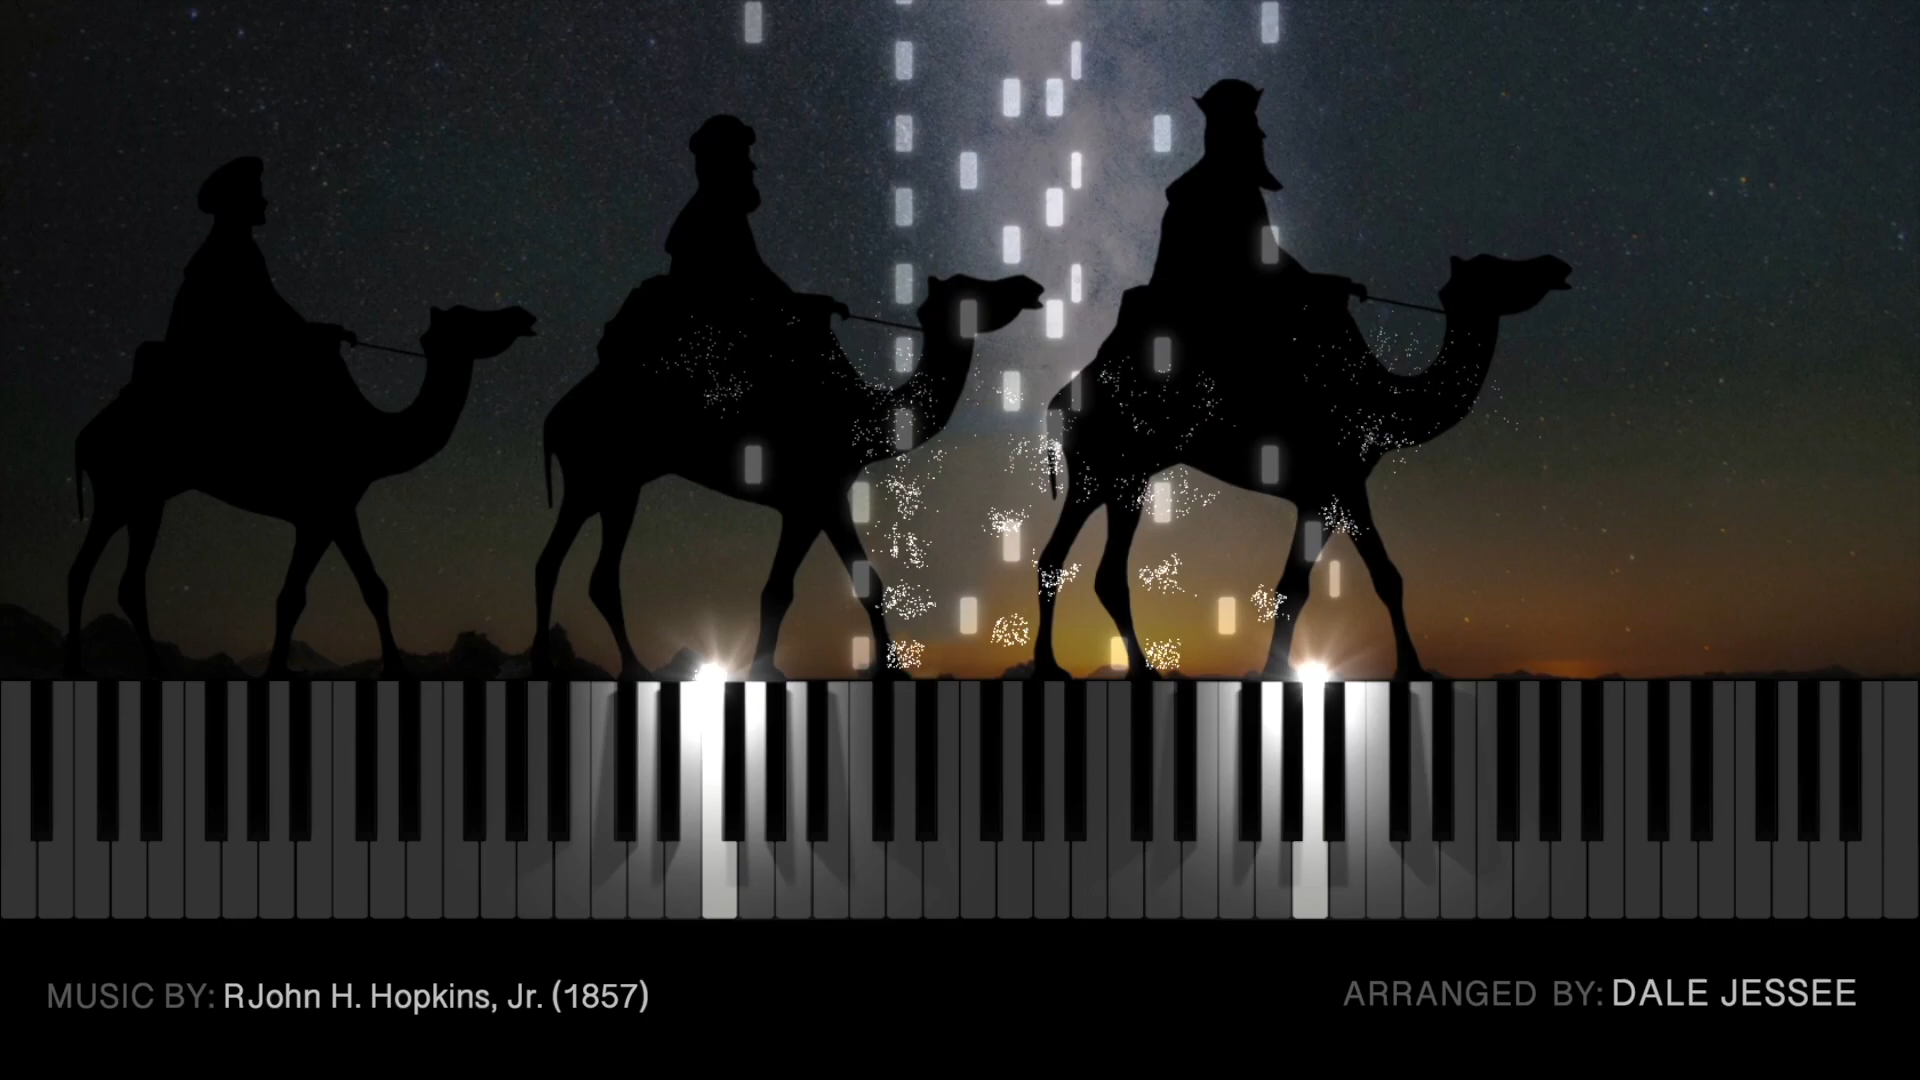 MUSIC BY: RJohn H. Hopkins, Jr. (1857)
ARRANGED BY: DALE JESSEE